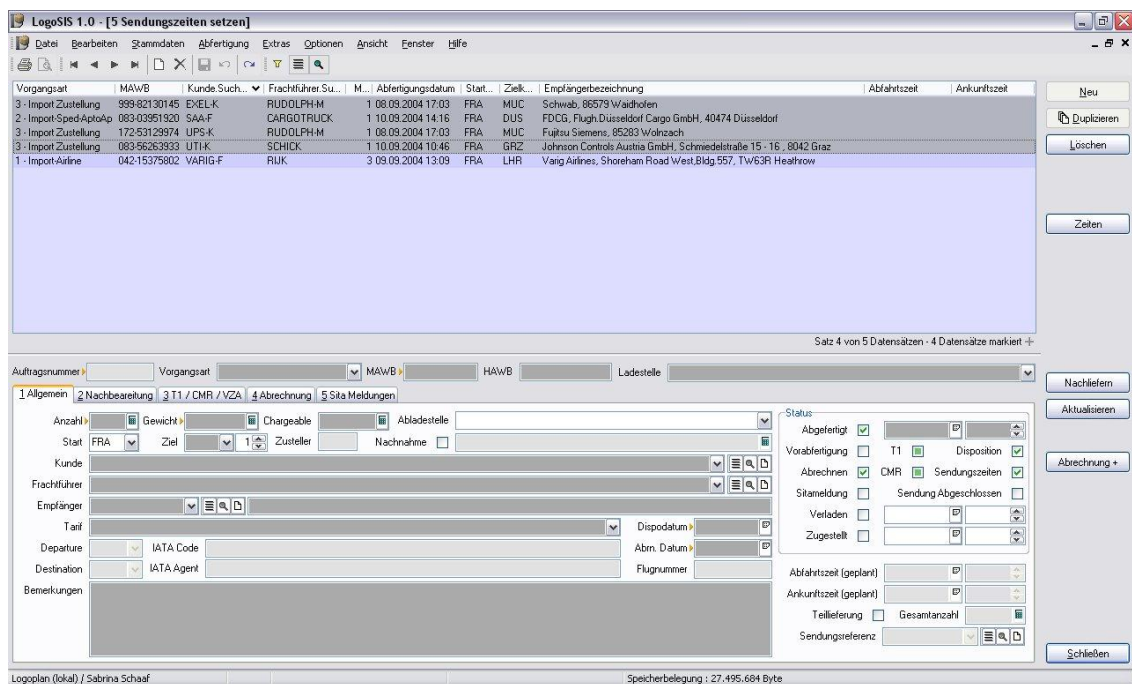 LogoSIS 1.0 - [5 Sendungszeiten setzen]
Datei Bearbeiten Stammdaten Abfertigung Extras Optionen Ansicht Fenster Hilfe
Vorgangsart MAWB Kunde.Such... Frachtführer.Su... M... Abfertigungsdatum Start... Zielk... Empfängerbezeichnung Abfahrtszeit Ankunftszeit
3 - Import Zustellung 999-82130145 EXEL-K RUDOLPH-M 1 08.09.2004 17:03 FRA MUC Schwab, 86579 Waidhofen
2 - Import-Sped-AptoAp 083-03951920 SAA-F CARGOTRUCK 1 10.09.2004 14:16 FRA DUS FDCG, Flugh.Düsseldorf Cargo GmbH, 40474 Düsseldorf
3 - Import Zustellung 172-53129974 UPS-K RUDOLPH-M 1 08.09.2004 17:03 FRA MUC Fujitsu Siemens, 85283 Wolnzach
3 - Import Zustellung 083-56263933 UTI-K SCHICK 1 10.09.2004 10:46 FRA GRZ Johnson Controls Austria GmbH, Schmiedelstraße 15 - 16 , 8042 Graz
1 - Import-Airline 042-15375802 VARIG-F RIJK 3 09.09.2004 13:09 FRA LHR Varig Airlines, Shoreham Road West,Bldg.557, TW63R Heathrow
Neu
Duplizieren
Löschen
Zeiten
Satz 4 von 5 Datensätzen - 4 Datensätze markiert
Auftragsnummer Vorgangsart MAWB HAWB Ladestelle
Nachliefern
Aktualisieren
Abrechnung +
1 Allgemein 2 Nachbearbeitung 3 T1 / CMR / VZA 4 Abrechnung 5 Sita Meldungen
Anzahl Gewicht Chargeable Abladestelle
Start FRA Ziel 1 Zusteller Nachnahme
Kunde
Frachtführer
Empfänger
Tarif Dispodatum
Departure IATA Code Abrn. Datum
Destination IATA Agent Flugnummer
Bemerkungen
Status
Abgefertigt
Vorabfertigung T1 Disposition
Abrechnen CMR Sendungszeiten
Sitameldung Sendung Abgeschlossen
Verladen
Zugestellt
Abfahrtszeit (geplant)
Ankunftszeit (geplant)
Teillieferung Gesamtanzahl
Sendungsreferenz
Schließen
Logoplan (lokal) / Sabrina Schaaf Speicherbelegung : 27.495.684 Byte